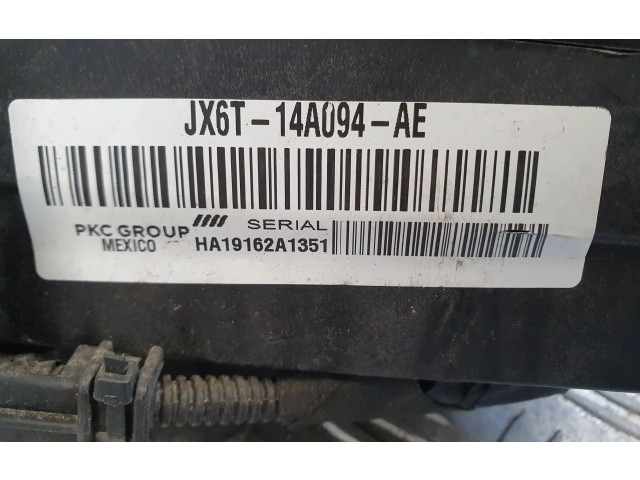 JX6T-14A094-AE
PKC GROUP SERIAL
MEXICO HA19162A1351